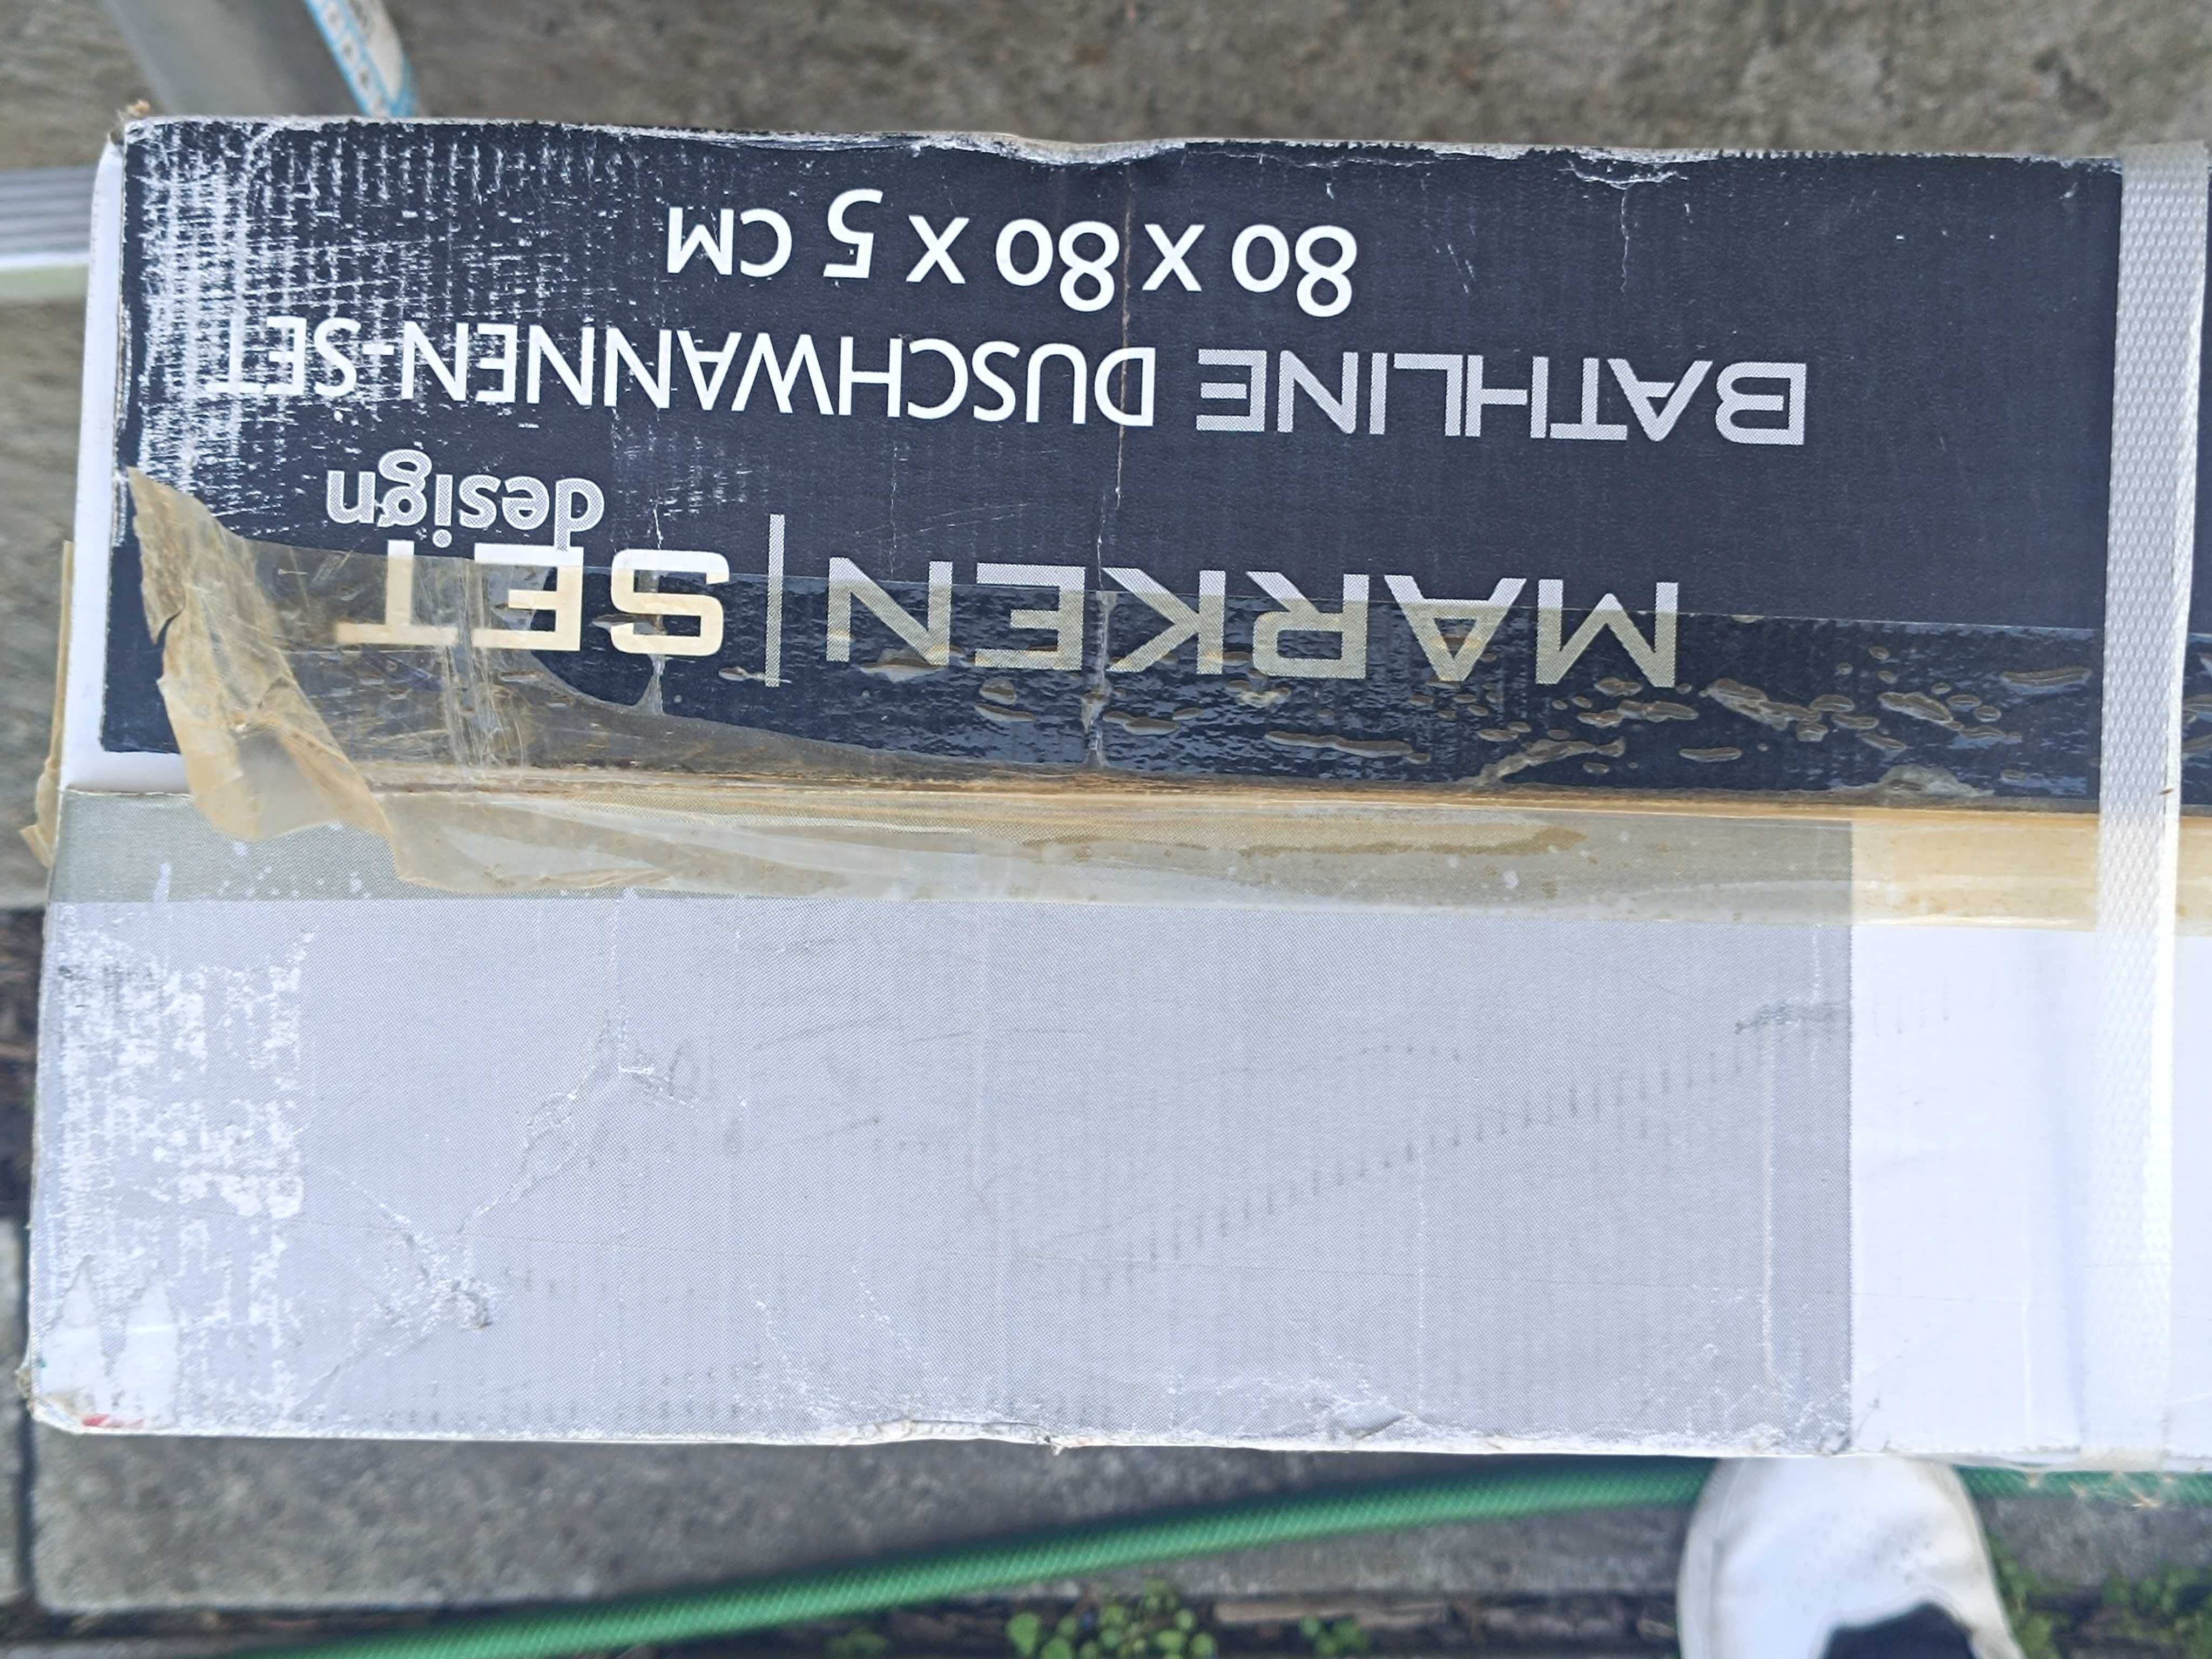 MARKEN | SET
design
BATHLINE DUSCHWANNEN-SET
80 X 80 X 5 CM